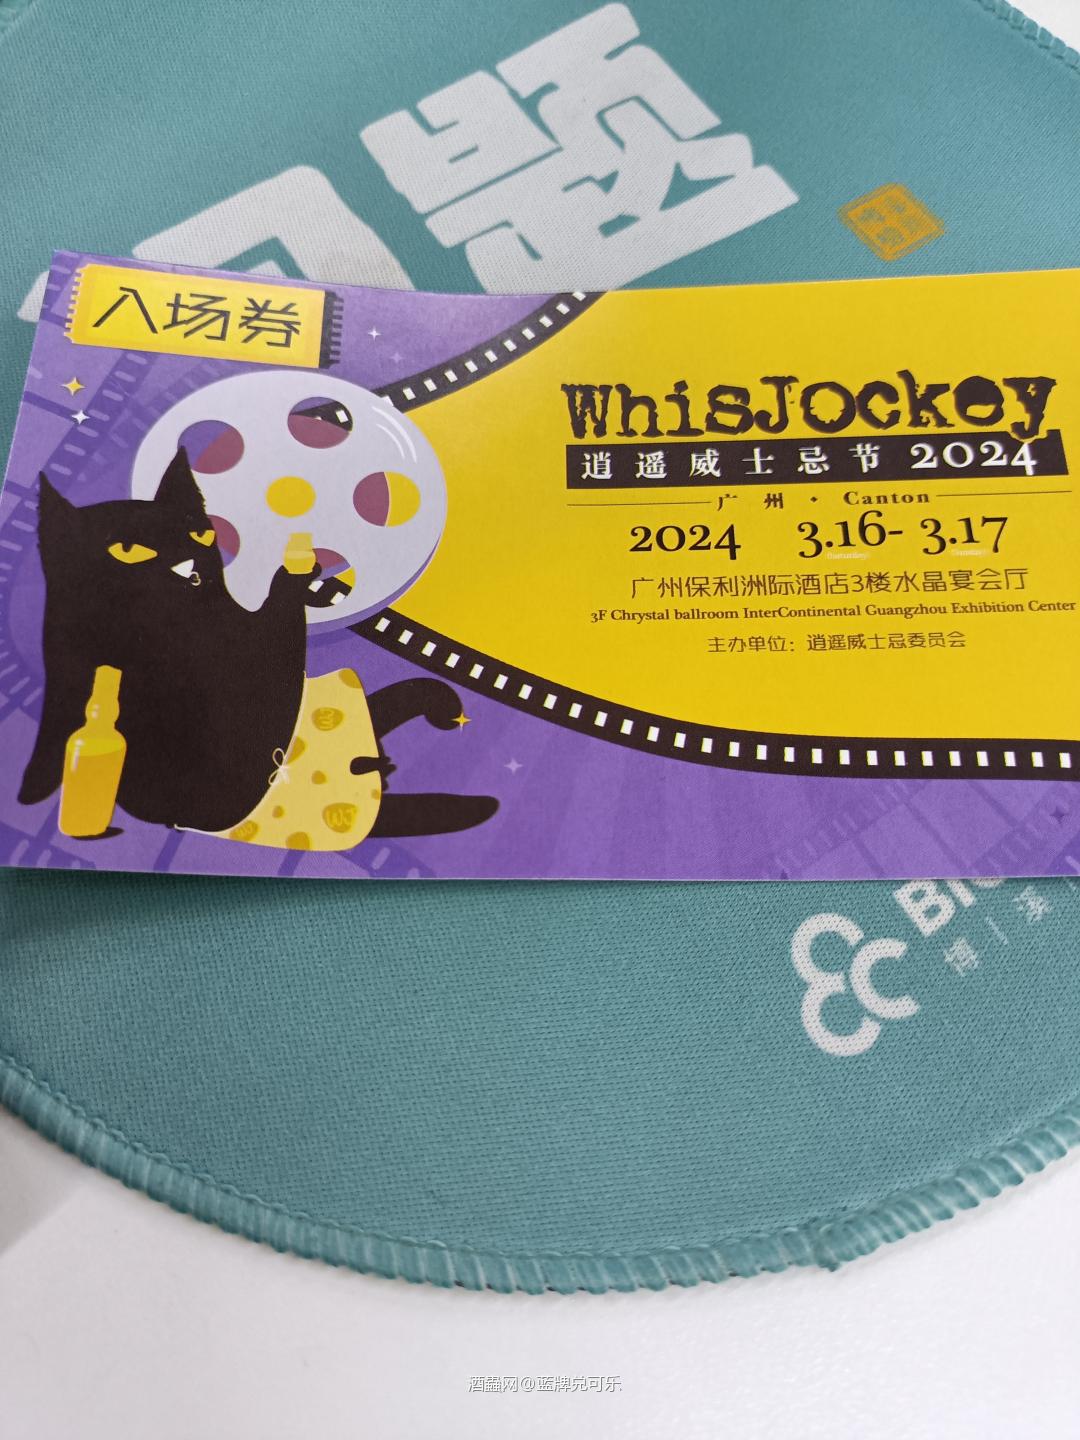 入场券
WhisJockey
逍遥威士忌节 2024
广州·Canton
2024 3.16- 3.17
广州保利洲际酒店3楼水晶宴会厅
3F Chrystal ballroom InterContinental Guangzhou Exhibition Center
主办单位：逍遥威士忌委员会
博|溪
酒蟲网@蓝牌兑可乐